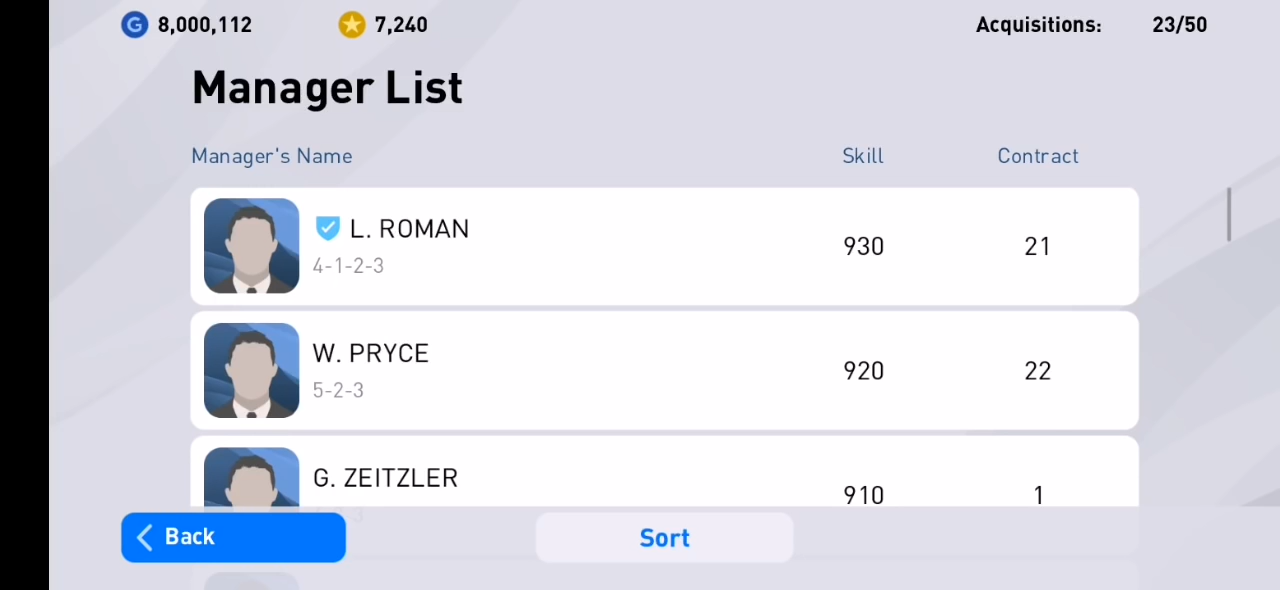 G 8,000,112 7,240 Acquisitions: 23/50
Manager List
Manager's Name Skill Contract
L. ROMAN 930 21
4-1-2-3
W. PRYCE 920 22
5-2-3
G. ZEITZLER 910 1
Back Sort